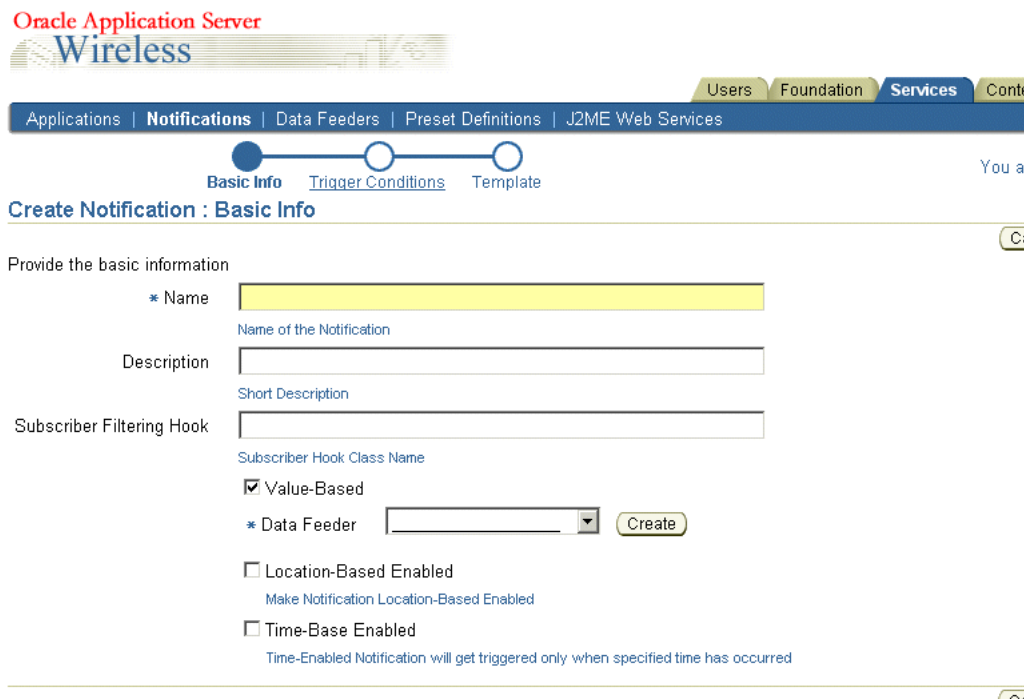 Oracle Application Server
Wireless
Users Foundation Services
Applications | Notifications | Data Feeders | Preset Definitions | J2ME Web Services
You
Basic Info Trigger Conditions Template
Create Notification : Basic Info
Provide the basic information
* Name
Name of the Notification
Description
Short Description
Subscriber Filtering Hook
Subscriber Hook Class Name
Value-Based
* Data Feeder Create
Location-Based Enabled
Make Notification Location-Based Enabled
Time-Base Enabled
Time-Enabled Notification will get triggered only when specified time has occurred